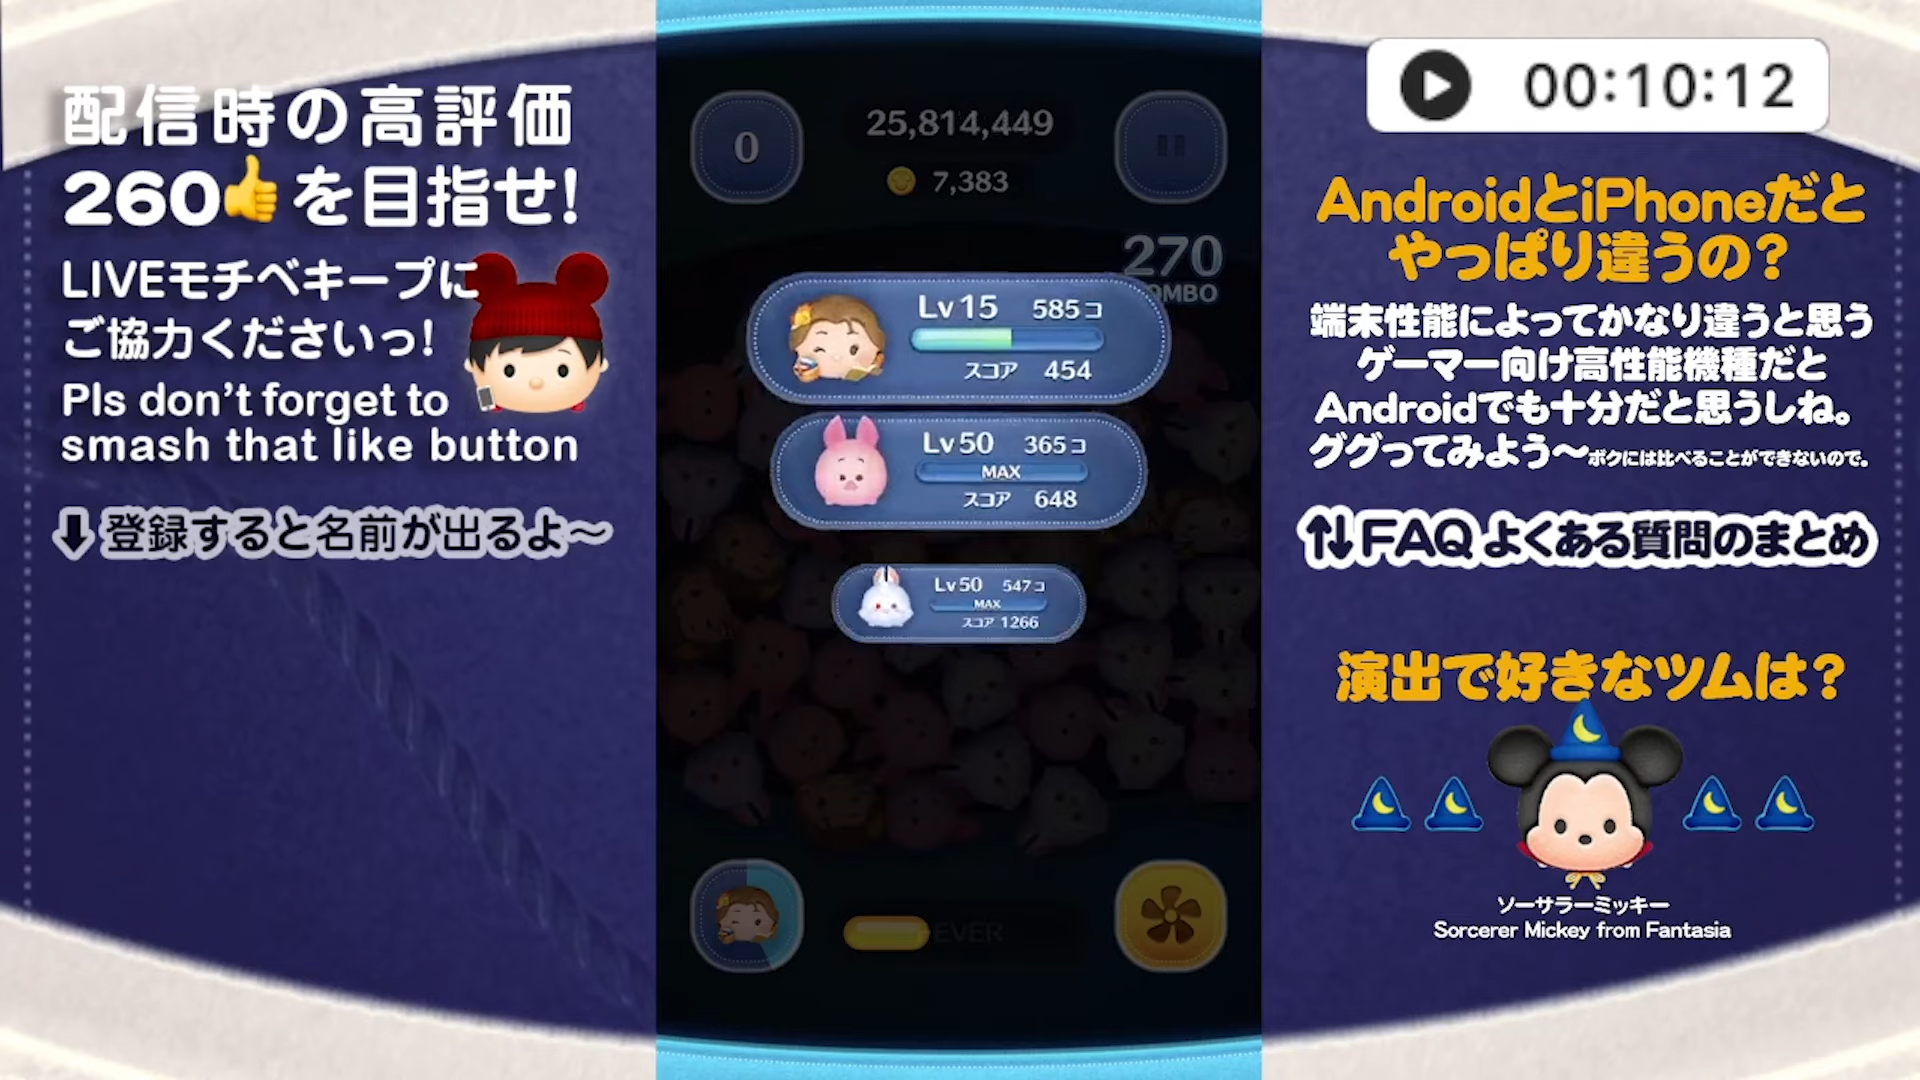 配信時の高評価
260👍を目指せ!
LIVEモチベキープに
ご協力くださいっ!
Pls don't forget to
smash that like button
⬇登録すると名前が出るよ〜
0
25,814,449
7,383
270
COMBO
Lv15 585コ
スコア 454
Lv50 365コ
MAX
スコア 648
Lv50 547コ
MAX
スコア 1266
FEVER
00:10:12
AndroidとiPhoneだと
やっぱり違うの?
端末性能によってかなり違うと思う
ゲーマー向け高性能機種だと
Androidでも十分だと思うしね。
ググってみよう〜ボクには比べることができないので。
⇅FAQよくある質問のまとめ
演出で好きなツムは?
ソーサラーミッキー
Sorcerer Mickey from Fantasia